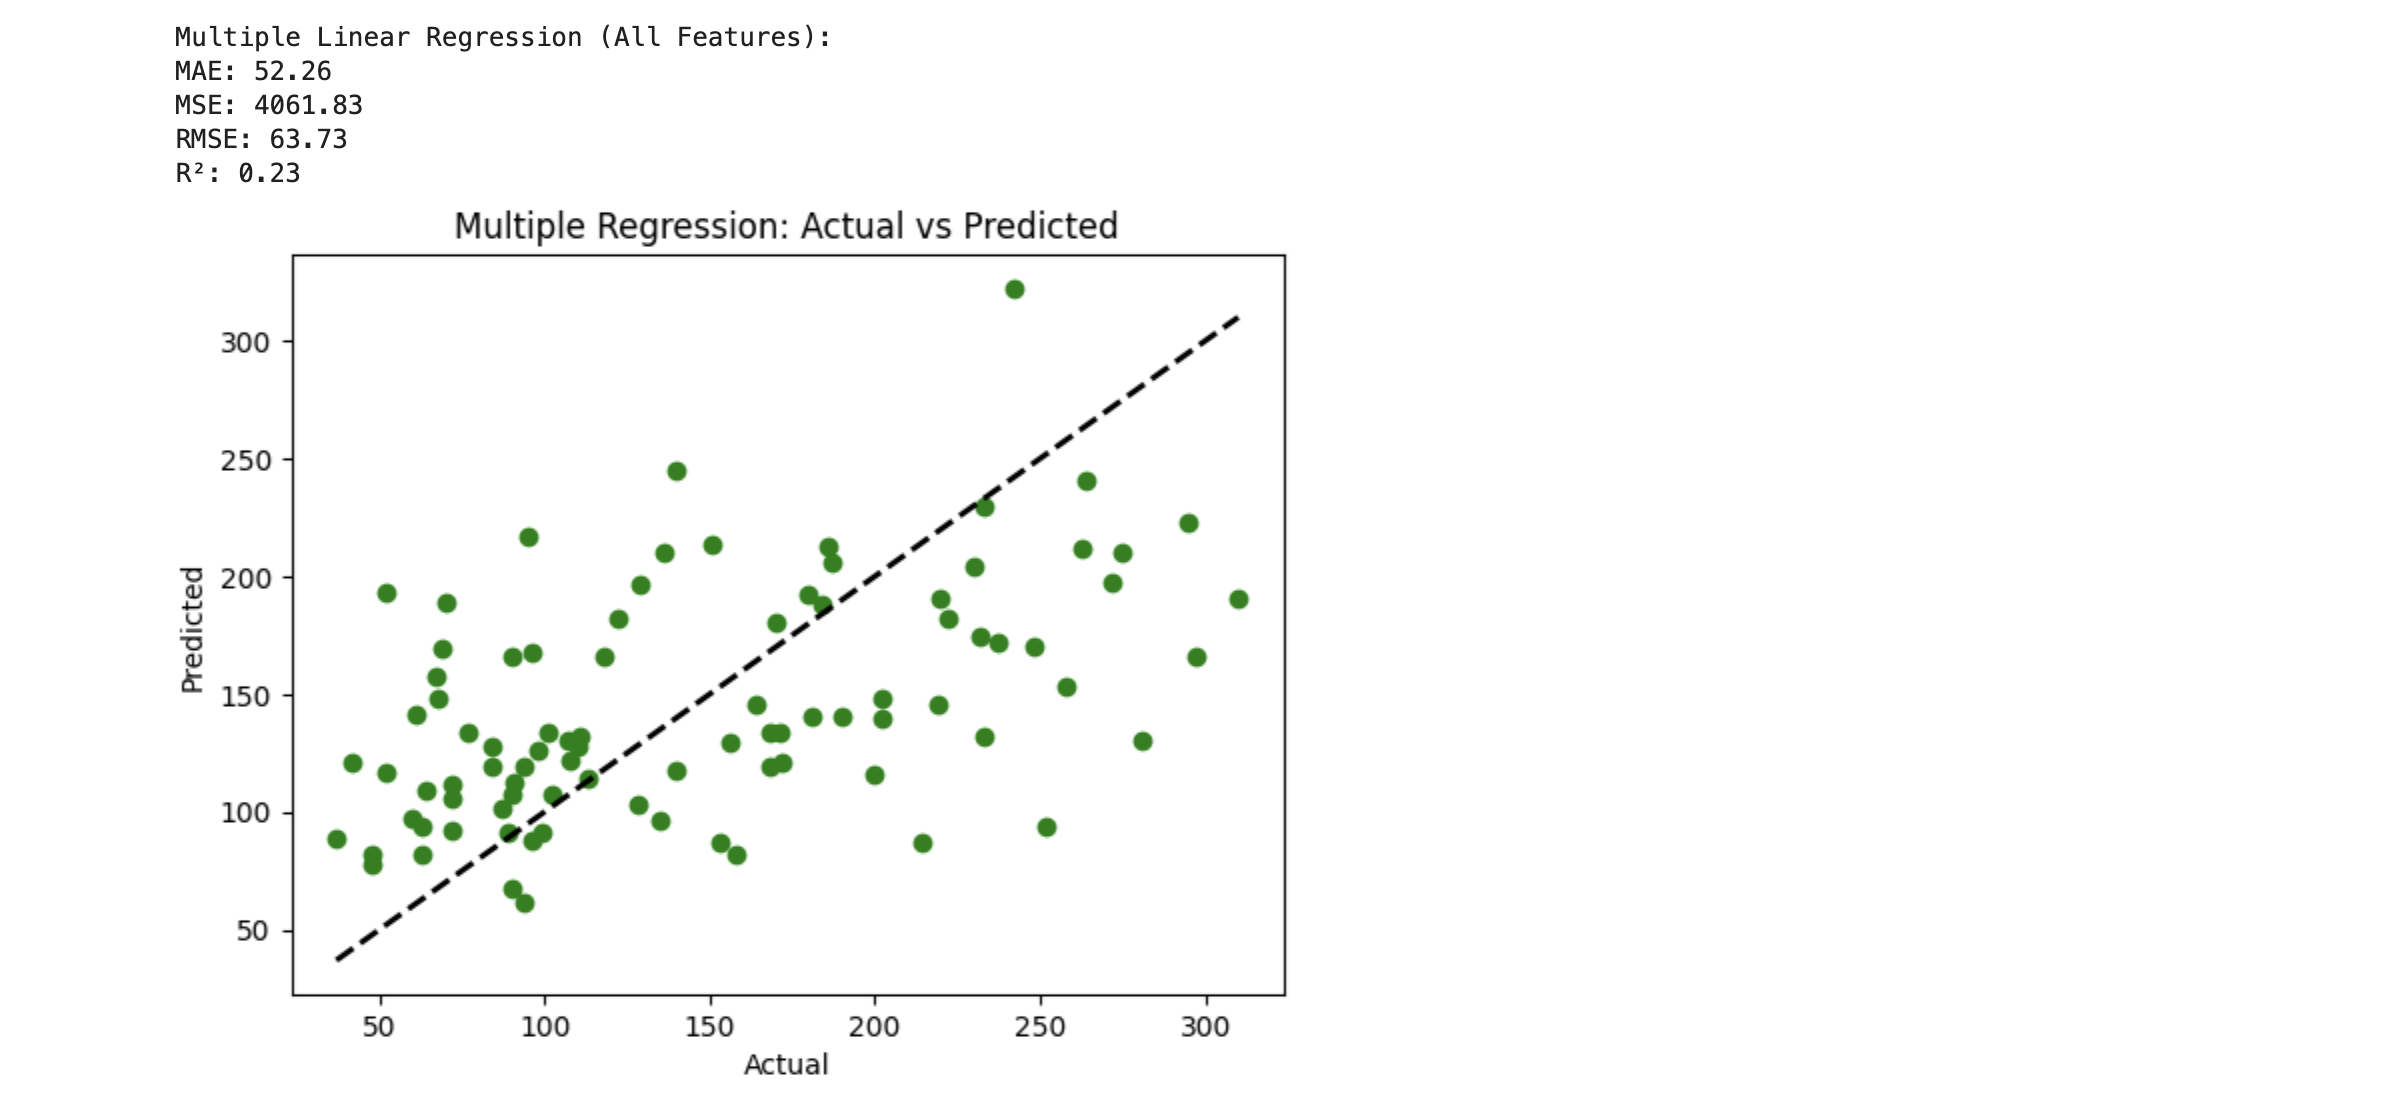 Multiple Linear Regression (All Features):
MAE: 52.26
MSE: 4061.83
RMSE: 63.73
R²: 0.23
Multiple Regression: Actual vs Predicted
300
250
200
150
100
50
Predicted
50 100 150 200 250 300
Actual